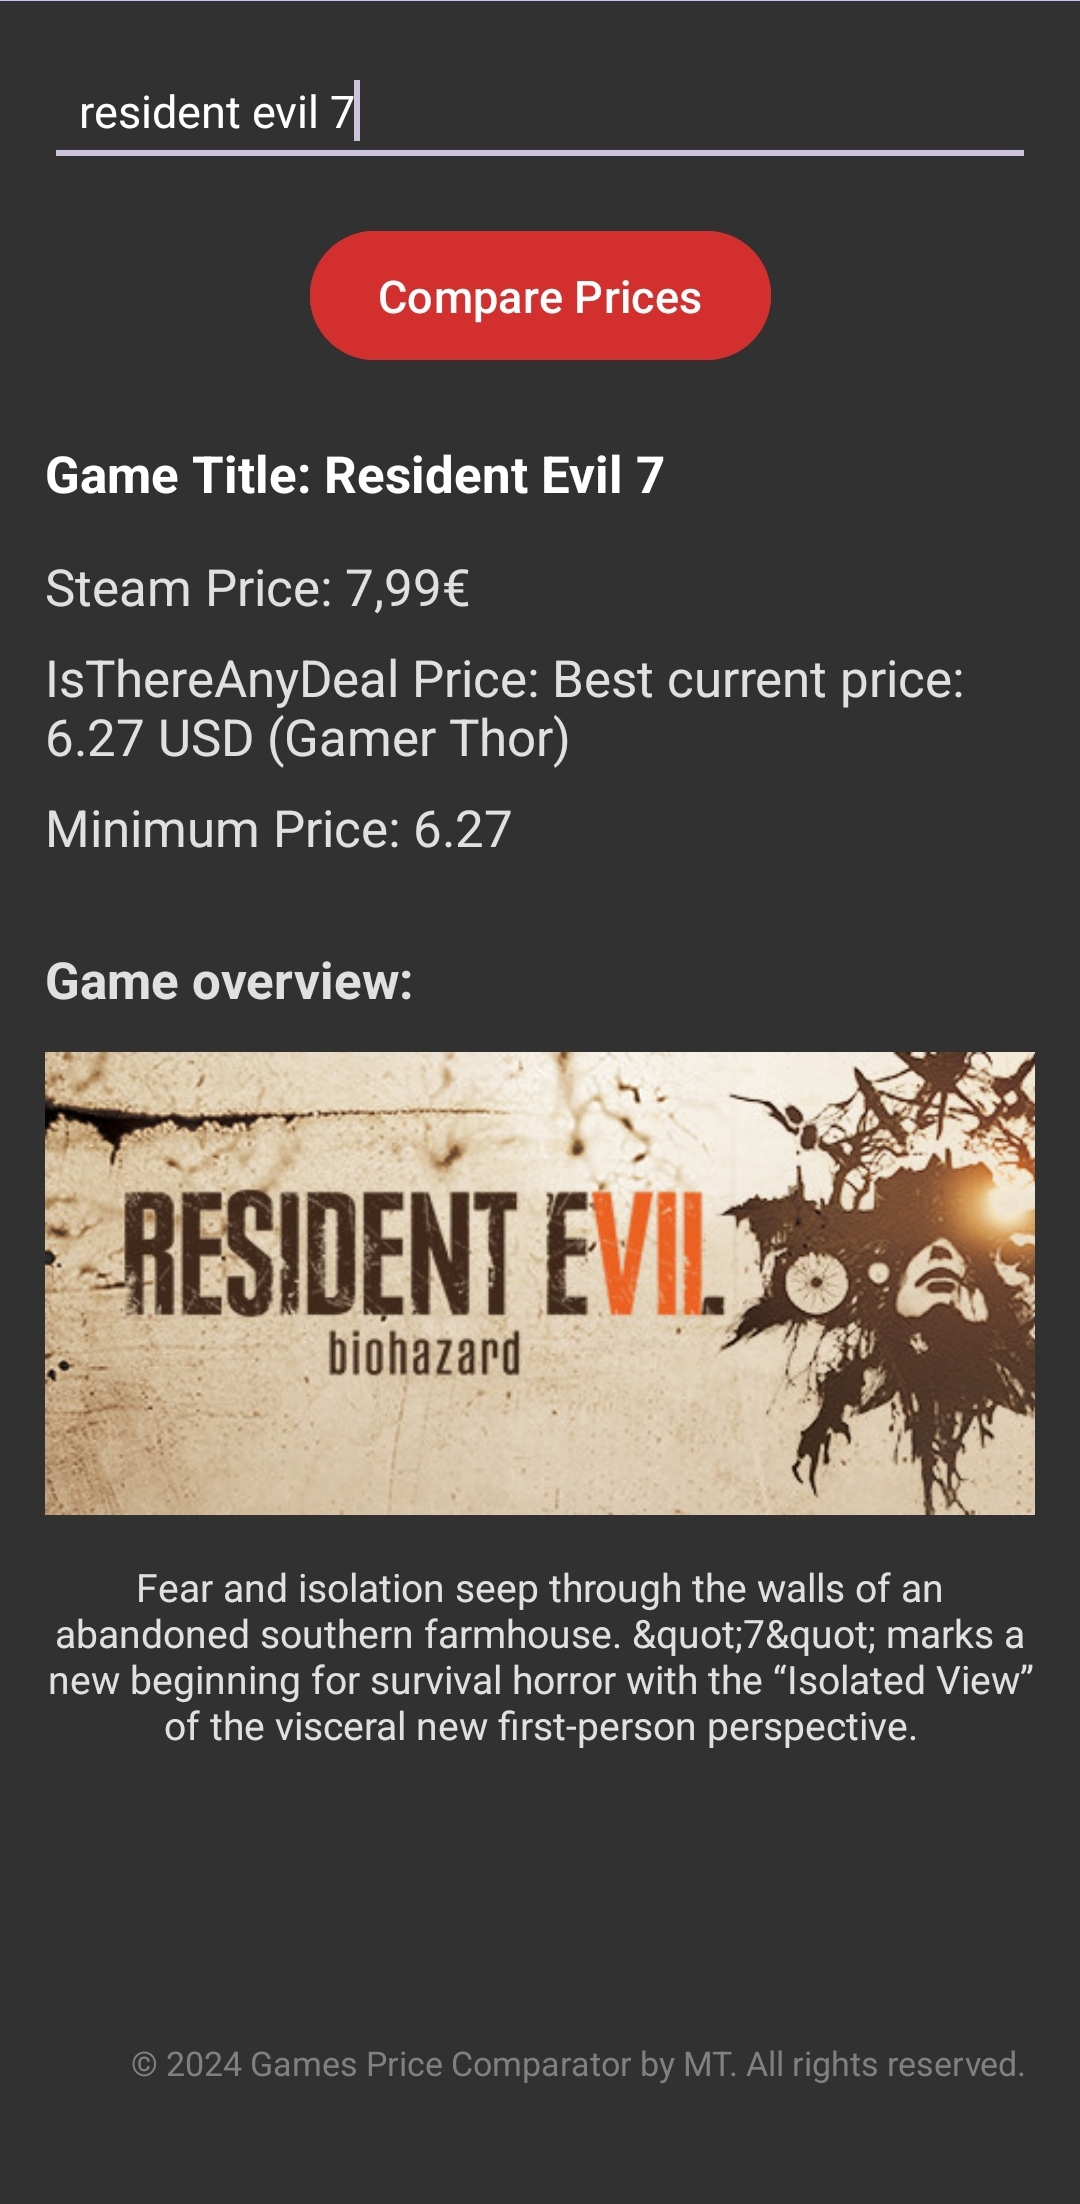 resident evil 7
Compare Prices
Game Title: Resident Evil 7
Steam Price: 7,99€
IsThereAnyDeal Price: Best current price:
6.27 USD (Gamer Thor)
Minimum Price: 6.27
Game overview:
RESIDENT EVII.
biohazard
Fear and isolation seep through the walls of an
abandoned southern farmhouse. &quot;7&quot; marks a
new beginning for survival horror with the “Isolated View”
of the visceral new first-person perspective.
© 2024 Games Price Comparator by MT. All rights reserved.